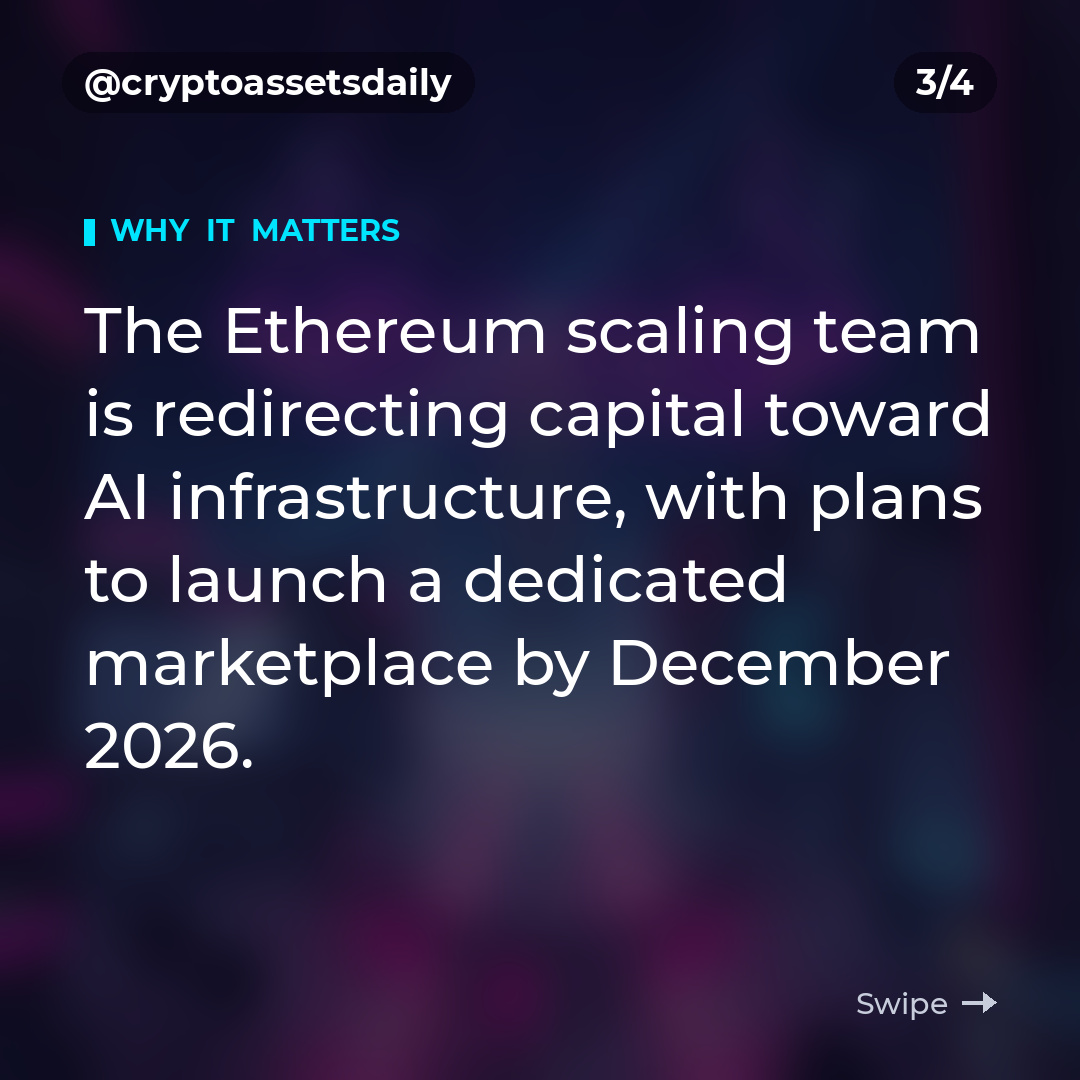 @cryptoassetsdaily
3/4
WHY IT MATTERS
The Ethereum scaling team
is redirecting capital toward
AI infrastructure, with plans
to launch a dedicated
marketplace by December
2026.
Swipe